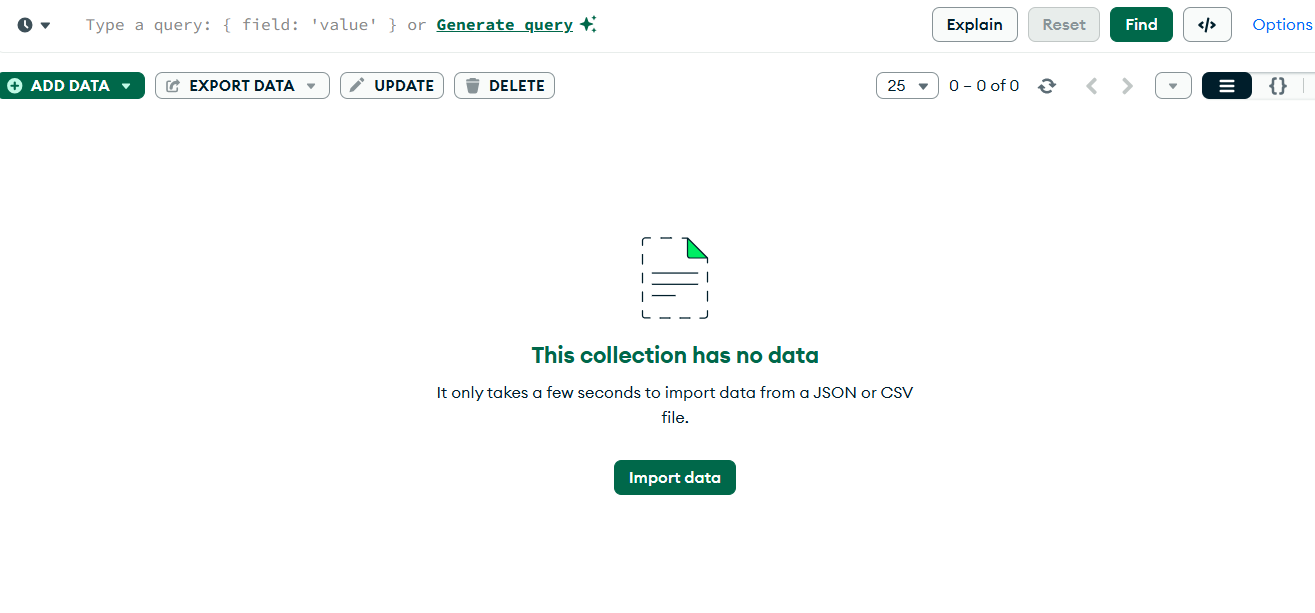 Type a query: { field: 'value' } or Generate query
Explain
Reset
Find
</>
Options
ADD DATA
EXPORT DATA
UPDATE
DELETE
25
0 – 0 of 0
{}
This collection has no data
It only takes a few seconds to import data from a JSON or CSV
file.
Import data